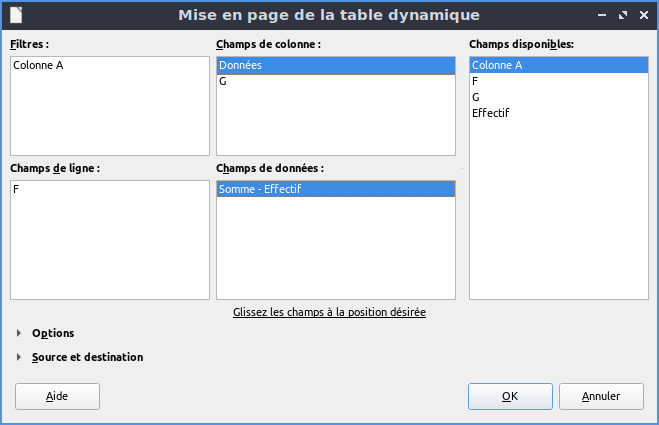 Mise en page de la table dynamique
Filtres :
Colonne A
Champs de colonne :
Données
G
Champs disponibles:
Colonne A
F
G
Effectif
Champs de ligne :
F
Champs de données :
Somme - Effectif
Glissez les champs à la position désirée
Options
Source et destination
Aide
OK
Annuler